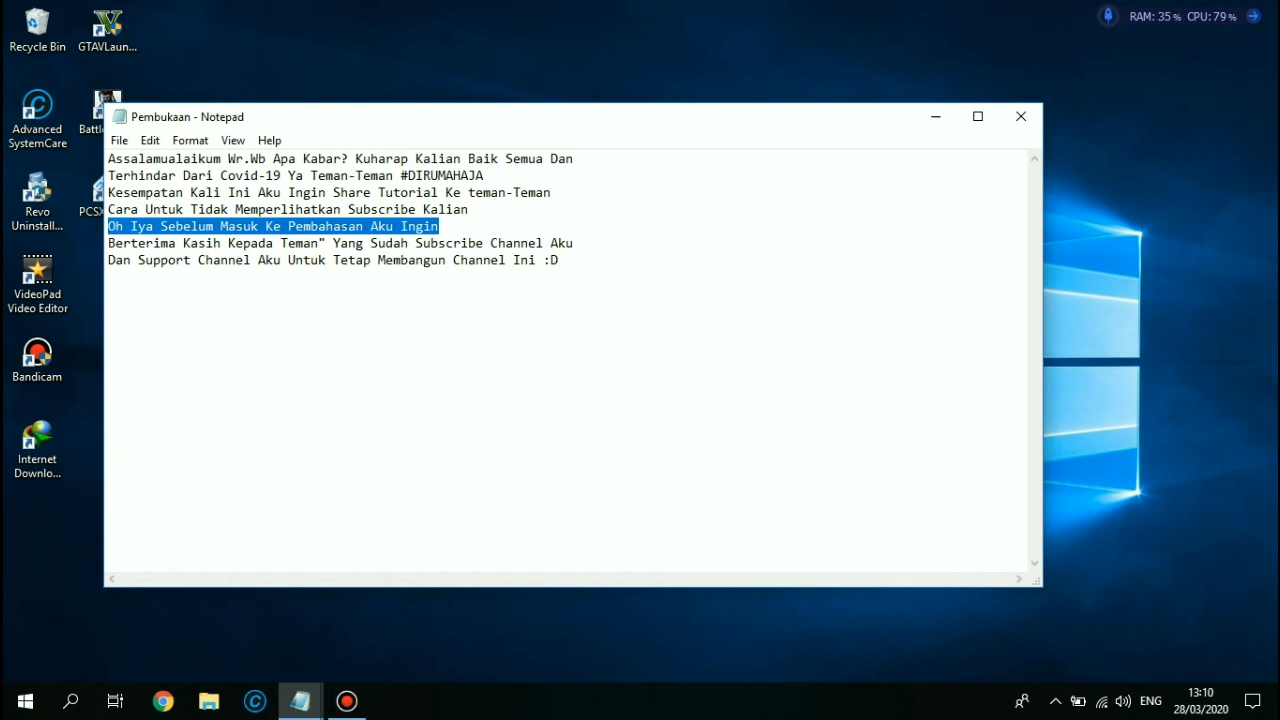 Recycle Bin
GTAVLaun...
RAM: 35% CPU: 79%
Advanced
SystemCare
Revo
Uninstall...
VideoPad
Video Editor
Bandicam
Internet
Downlo...
Pembukaan - Notepad
File Edit Format View Help
Assalamualaikum Wr.Wb Apa Kabar? Kuharap Kalian Baik Semua Dan
Terhindar Dari Covid-19 Ya Teman-Teman #DIRUMAHAJA
Kesempatan Kali Ini Aku Ingin Share Tutorial Ke teman-Teman
Cara Untuk Tidak Memperlihatkan Subscribe Kalian
Oh Iya Sebelum Masuk Ke Pembahasan Aku Ingin
Berterima Kasih Kepada Teman" Yang Sudah Subscribe Channel Aku
Dan Support Channel Aku Untuk Tetap Membangun Channel Ini :D
ENG
13:10
28/03/2020